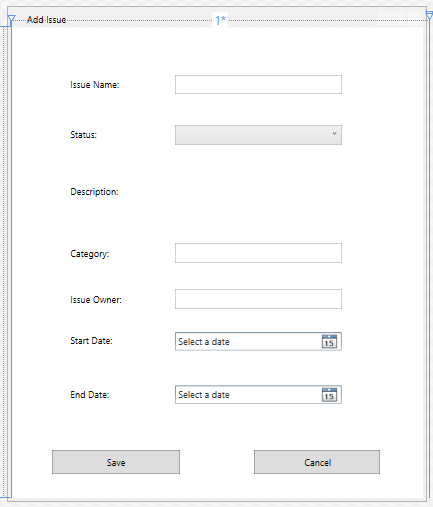 1*
Add Issue
Issue Name:
Status:
Description:
Category:
Issue Owner:
Start Date: Select a date 15
End Date: Select a date 15
Save Cancel